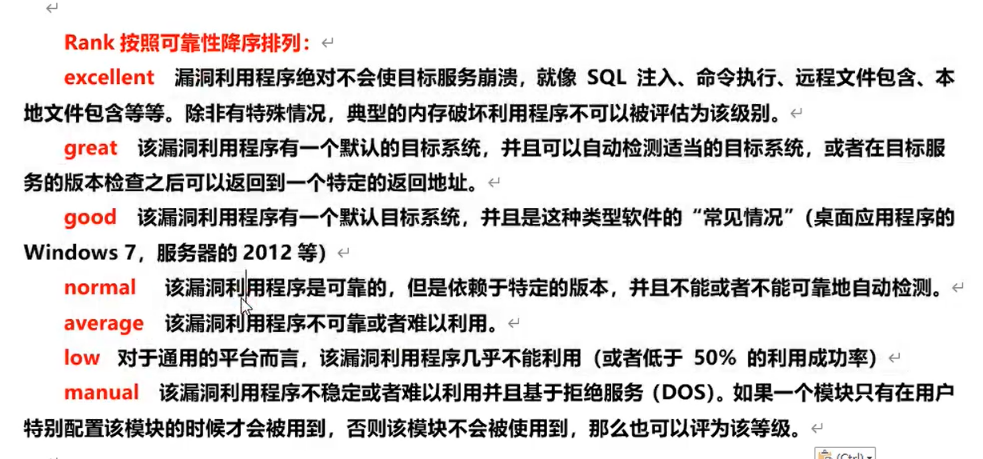 Rank 按照可靠性降序排列：
excellent 漏洞利用程序绝对不会使目标服务崩溃，就像 SQL 注入、命令执行、远程文件包含、本
地文件包含等等。除非有特殊情况，典型的内存破坏利用程序不可以被评估为该级别。
great 该漏洞利用程序有一个默认的目标系统，并且可以自动检测适当的目标系统，或者在目标服
务的版本检查之后可以返回到一个特定的返回地址。
good 该漏洞利用程序有一个默认目标系统，并且是这种类型软件的“常见情况”（桌面应用程序的
Windows 7，服务器的 2012 等）
normal 该漏洞利用程序是可靠的，但是依赖于特定的版本，并且不能或者不能可靠地自动检测。
average 该漏洞利用程序不可靠或者难以利用。
low 对于通用的平台而言，该漏洞利用程序几乎不能利用（或者低于 50% 的利用成功率）
manual 该漏洞利用程序不稳定或者难以利用并且基于拒绝服务（DOS）。如果一个模块只有在用户
特别配置该模块的时候才会被用到，否则该模块不会被使用到，那么也可以评为该等级。
(Ctrl)